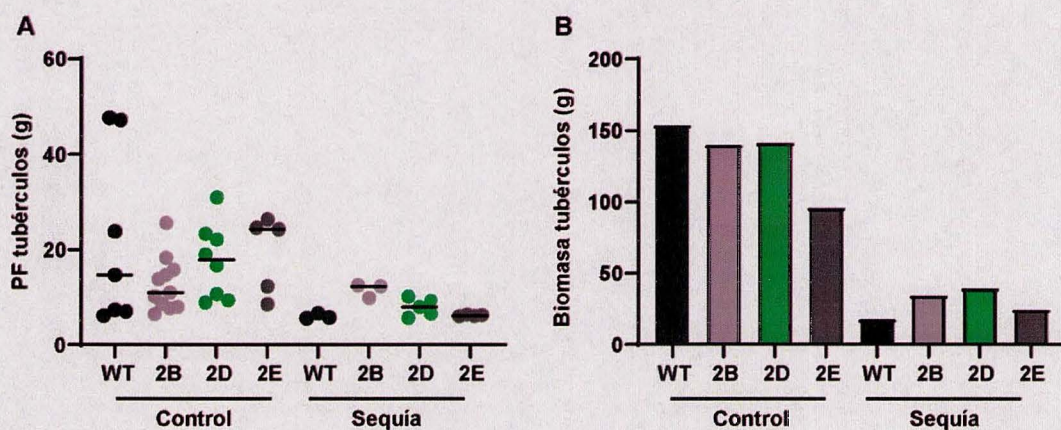 A
PF tubérculos (g)
60
40
20
0
WT 2B 2D 2E WT 2B 2D 2E
Control Sequía
B
Biomasa tubérculos (g)
200
150
100
50
0
WT 2B 2D 2E WT 2B 2D 2E
Control Sequía